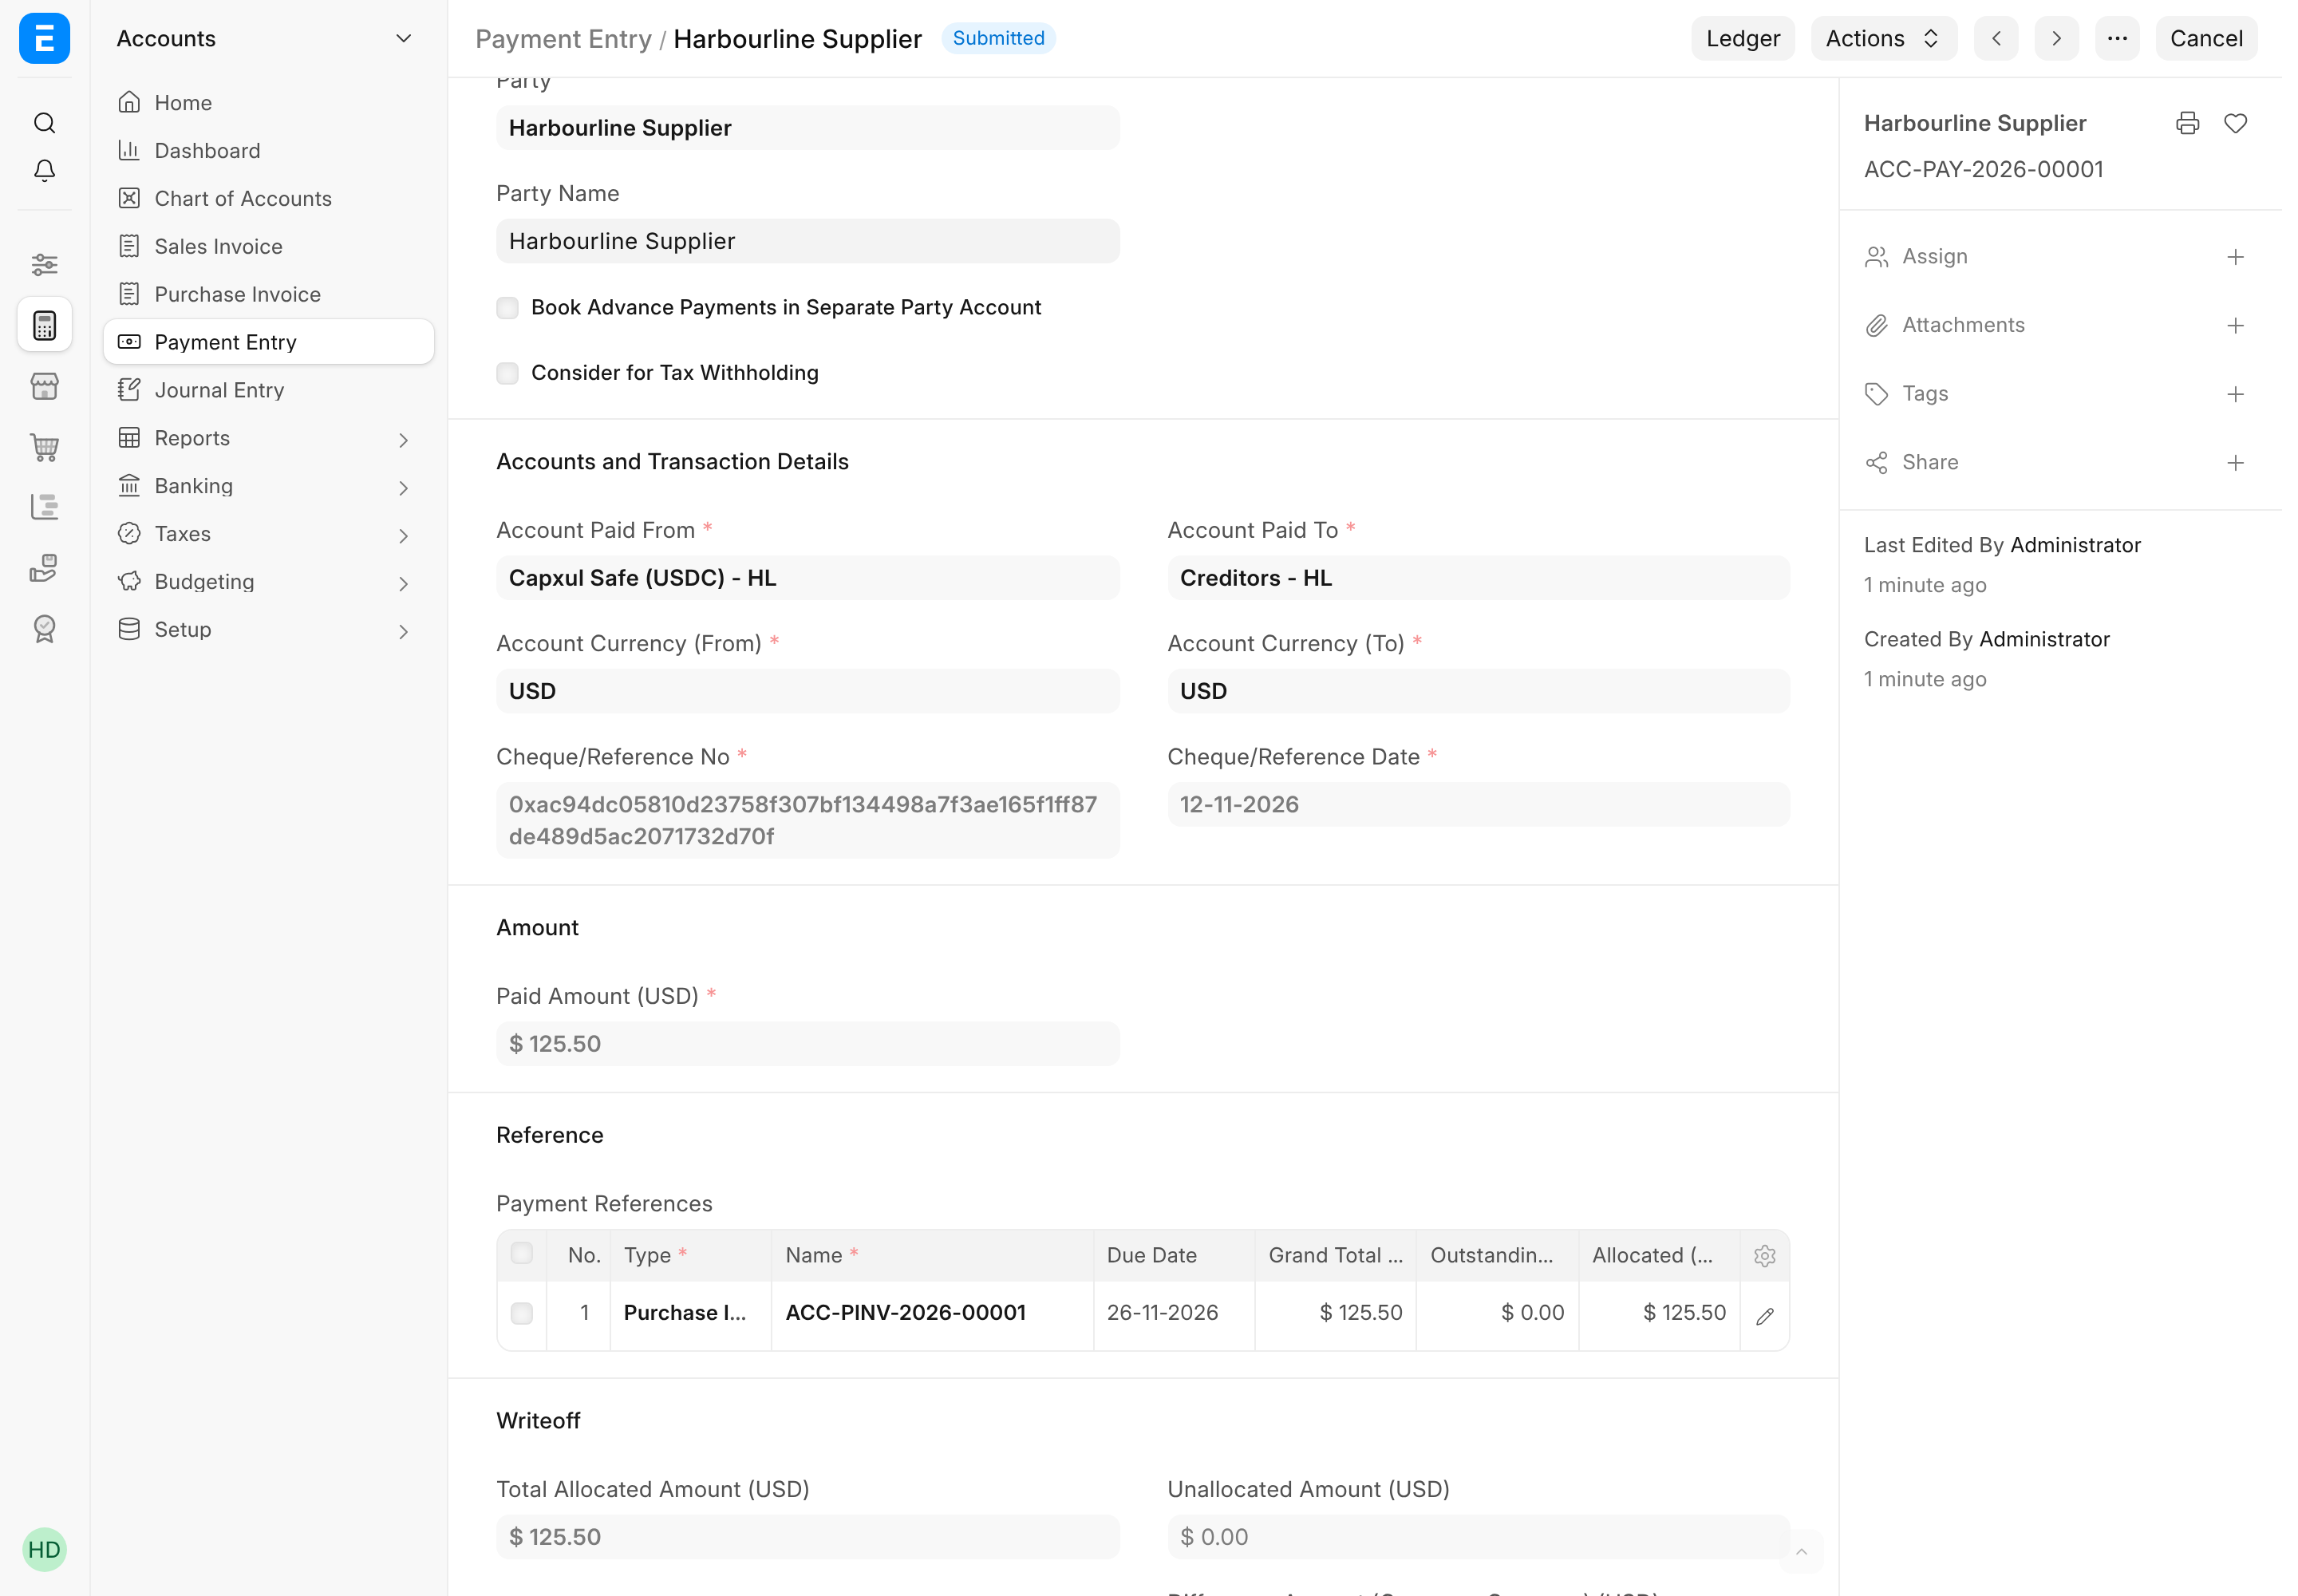 Accounts
Home
Dashboard
Chart of Accounts
Sales Invoice
Purchase Invoice
Payment Entry
Journal Entry
Reports
Banking
Taxes
Budgeting
Setup
HD
Payment Entry / Harbourline Supplier Submitted
Ledger Actions ... Cancel
Party
Harbourline Supplier
Party Name
Harbourline Supplier
Book Advance Payments in Separate Party Account
Consider for Tax Withholding
Accounts and Transaction Details
Account Paid From * Account Paid To *
Capxul Safe (USDC) - HL Creditors - HL
Account Currency (From) * Account Currency (To) *
USD USD
Cheque/Reference No * Cheque/Reference Date *
0xac94dc05810d23758f307bf134498a7f3ae165f1ff87 12-11-2026
de489d5ac2071732d70f
Amount
Paid Amount (USD) *
$ 125.50
Reference
Payment References
No. Type * Name * Due Date Grand Total ... Outstandin... Allocated (...
1 Purchase I... ACC-PINV-2026-00001 26-11-2026 $ 125.50 $ 0.00 $ 125.50
Writeoff
Total Allocated Amount (USD) Unallocated Amount (USD)
$ 125.50 $ 0.00
Harbourline Supplier
ACC-PAY-2026-00001
Assign
Attachments
Tags
Share
Last Edited By Administrator
1 minute ago
Created By Administrator
1 minute ago